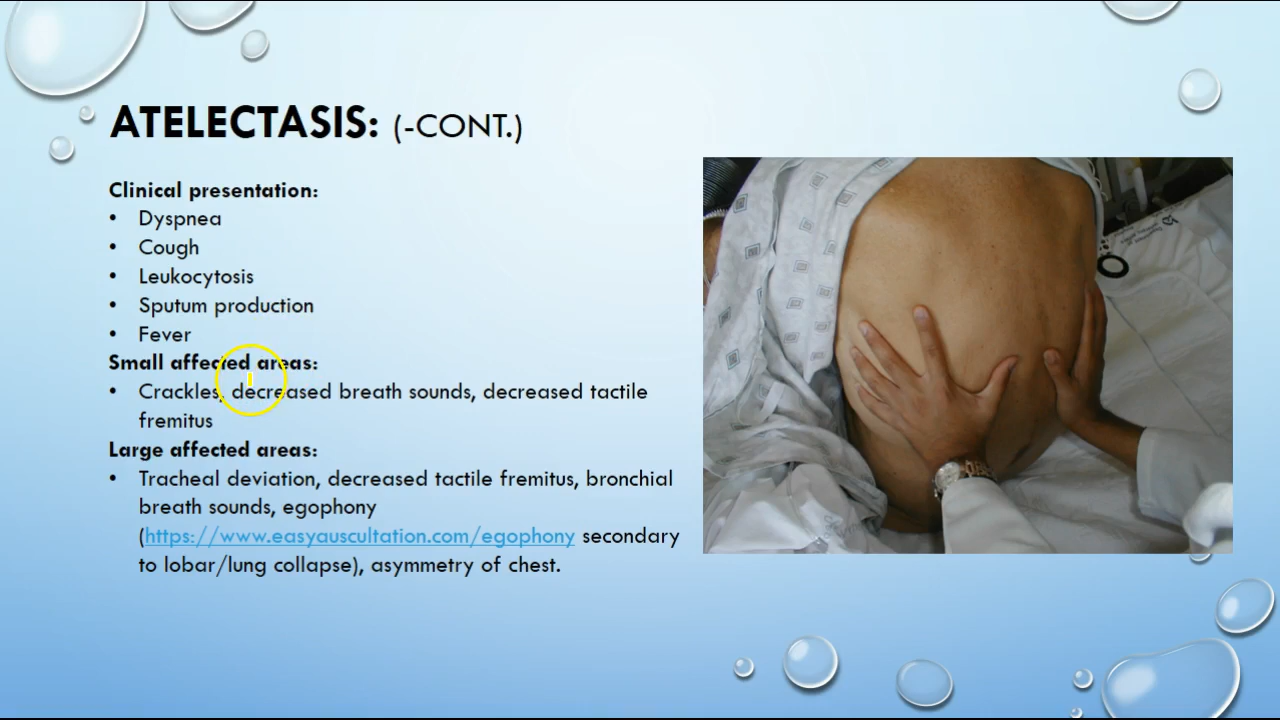 ATELECTASIS: (-CONT.)
Clinical presentation:
• Dyspnea
• Cough
• Leukocytosis
• Sputum production
• Fever
Small affected areas:
• Crackles, decreased breath sounds, decreased tactile
fremitus
Large affected areas:
• Tracheal deviation, decreased tactile fremitus, bronchial
breath sounds, egophony
(https://www.easyauscultation.com/egophony secondary
to lobar/lung collapse), asymmetry of chest.